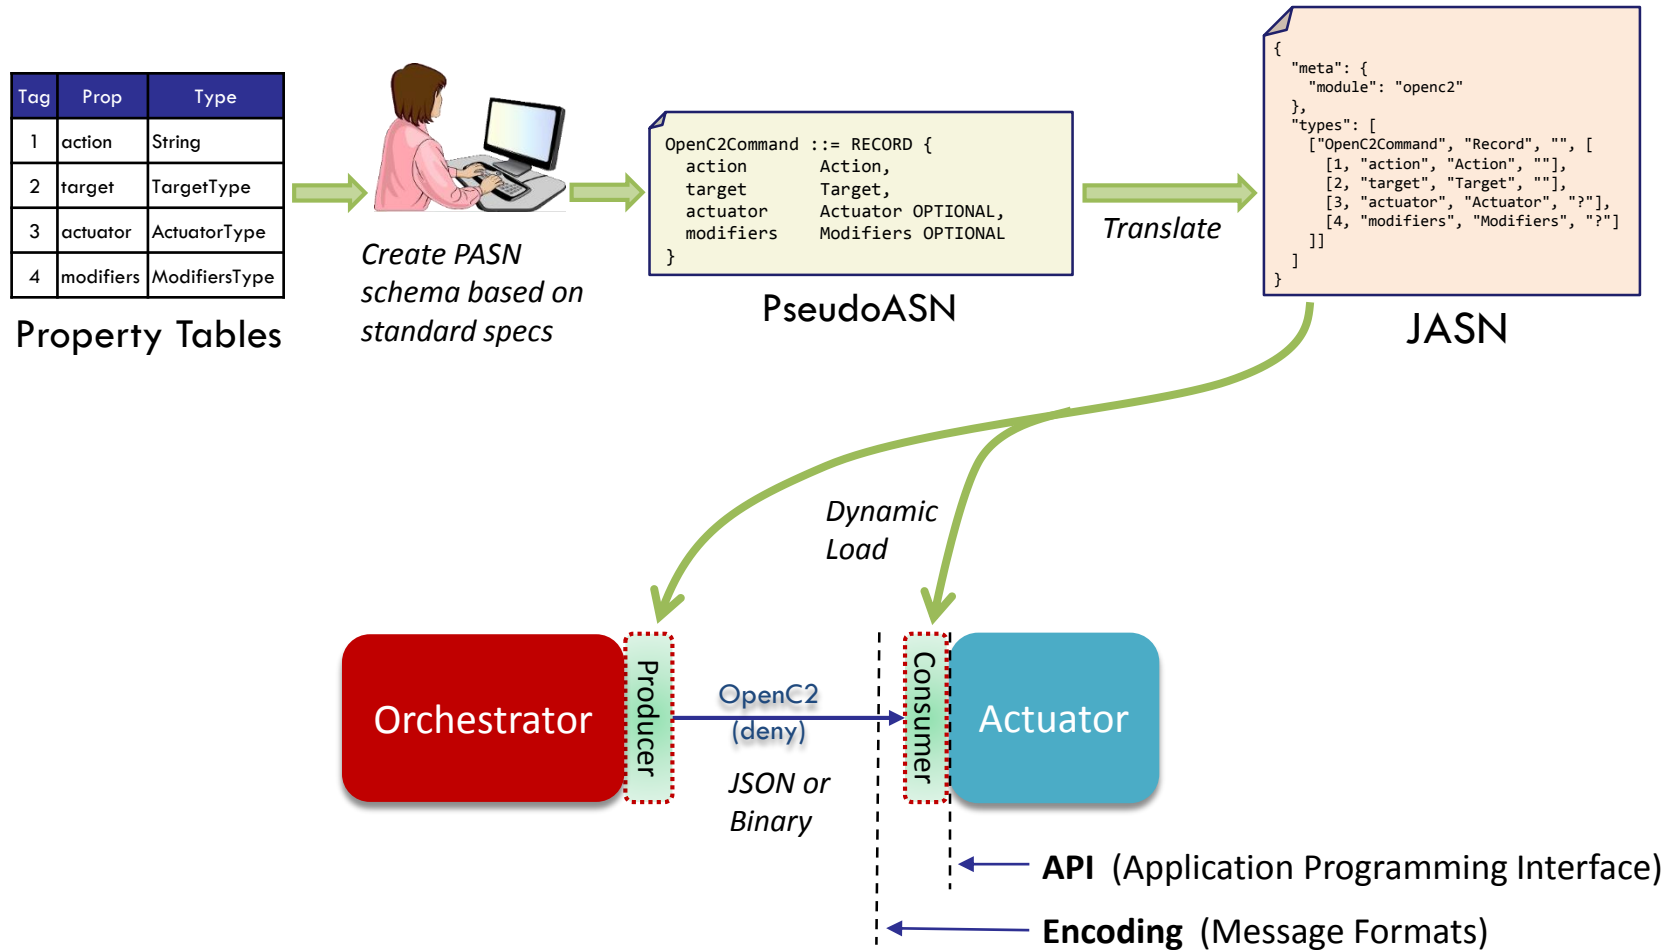 Tag Prop Type
1 action String
2 target TargetType
3 actuator ActuatorType
4 modifiers ModifiersType
Property Tables
Create PASN
schema based on
standard specs
OpenC2Command ::= RECORD {
action Action,
target Target,
actuator Actuator OPTIONAL,
modifiers Modifiers OPTIONAL
}
PseudoASN
Translate
{
"meta": {
"module": "openc2"
},
"types": [
["OpenC2Command", "Record", "", [
[1, "action", "Action", ""],
[2, "target", "Target", ""],
[3, "actuator", "Actuator", "?"],
[4, "modifiers", "Modifiers", "?"]
]]
]
}
JASN
Dynamic
Load
Orchestrator
Producer
OpenC2
(deny)
JSON or
Binary
Consumer
Actuator
API (Application Programming Interface)
Encoding (Message Formats)